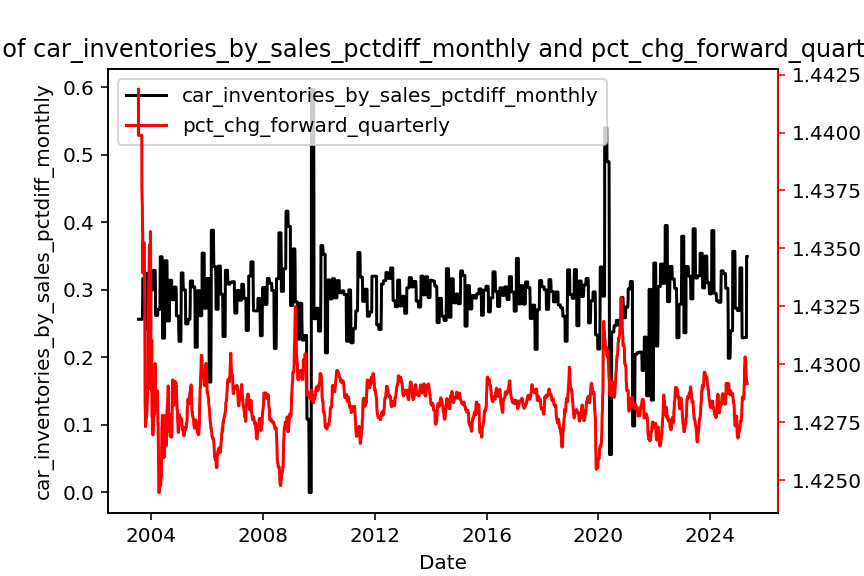 of car_inventories_by_sales_pctdiff_monthly and pct_chg_forward_quart
car_inventories_by_sales_pctdiff_monthly
pct_chg_forward_quarterly
car_inventories_by_sales_pctdiff_monthly
0.6
0.5
0.4
0.3
0.2
0.1
0.0
1.4425
1.4400
1.4375
1.4350
1.4325
1.4300
1.4275
1.4250
2004 2008 2012 2016 2020 2024
Date